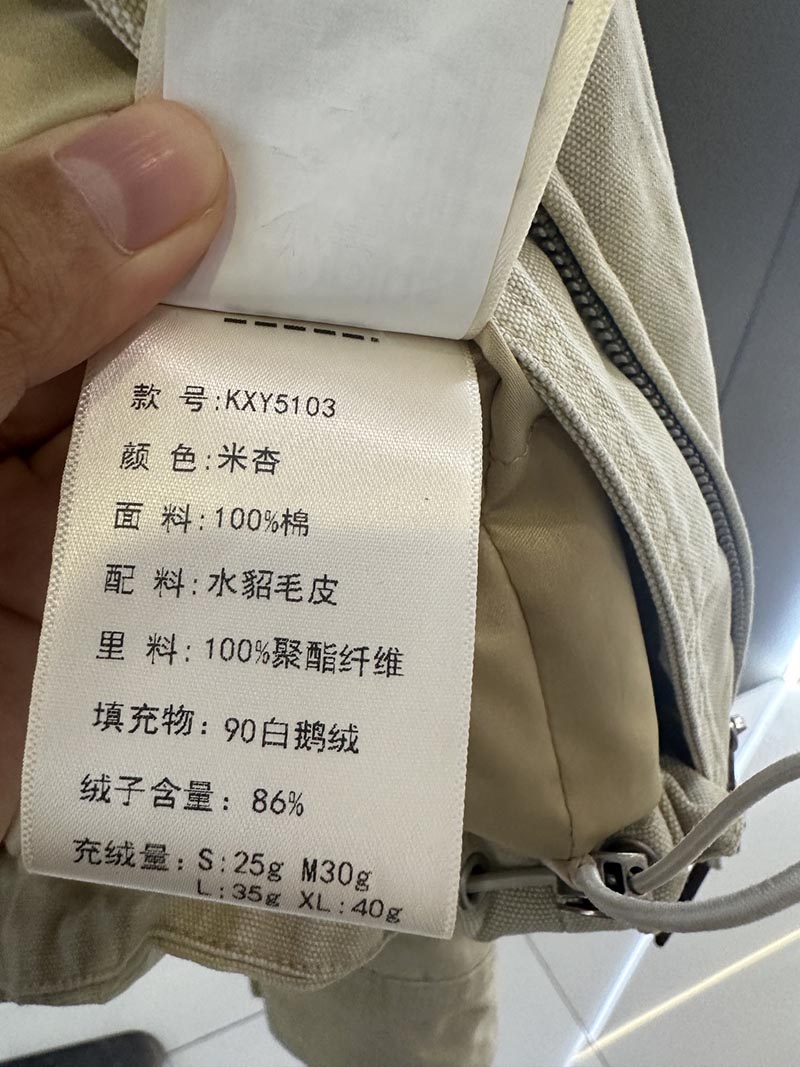 款 号:KXY5103
颜 色:米杏
面 料:100%棉
配 料:水貂毛皮
里 料:100%聚酯纤维
填充物: 90白鹅绒
绒子含量: 86%
充绒量: S:25g M30g
L:35g XL:40g